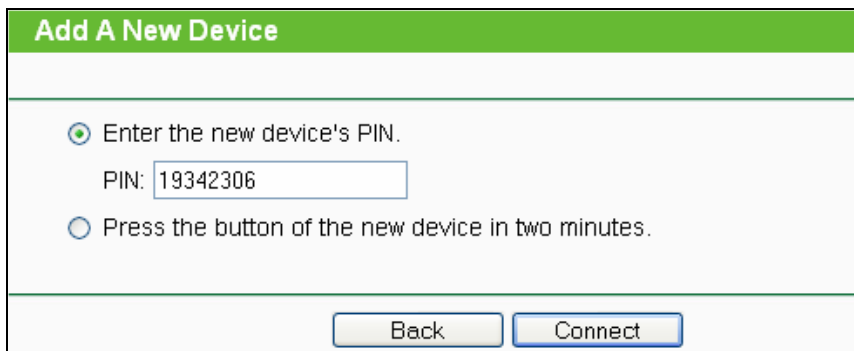 Add A New Device
Enter the new device's PIN.
PIN: 19342306
Press the button of the new device in two minutes.
Back Connect